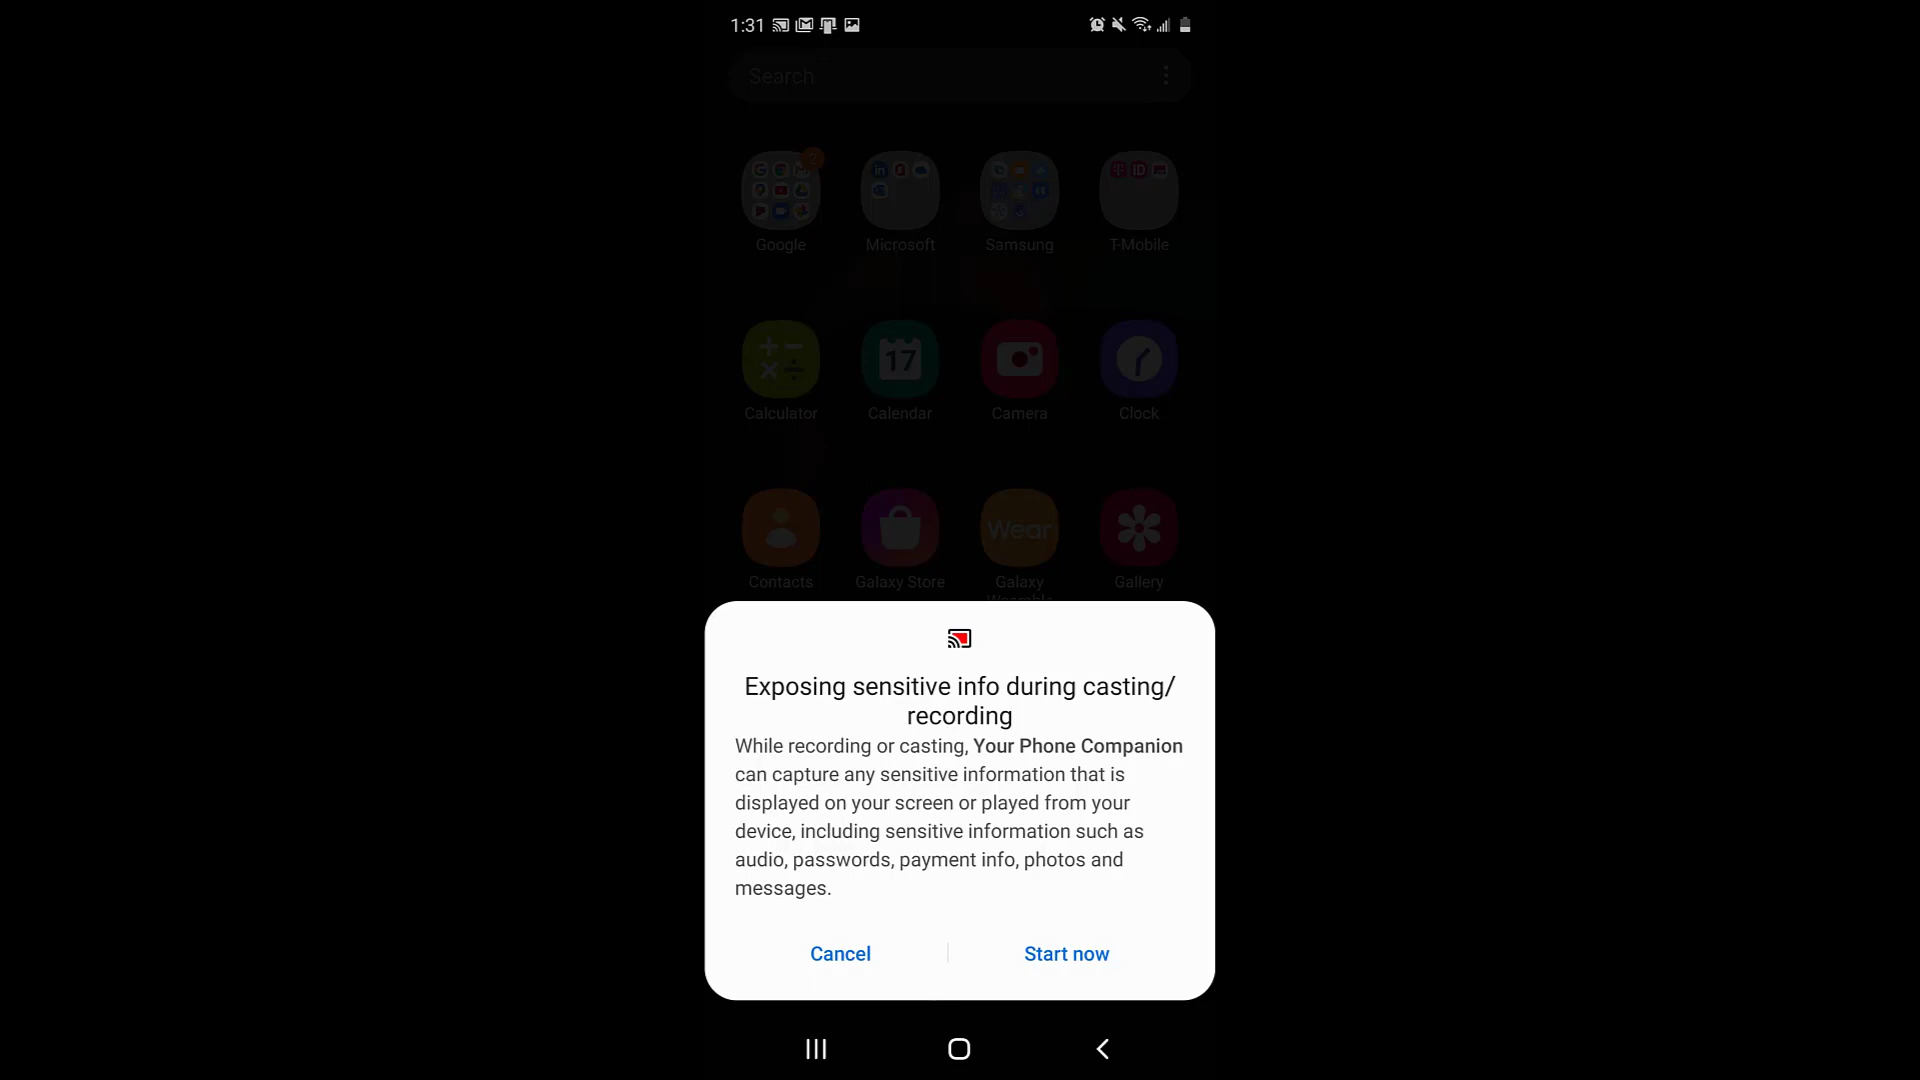 1:31
Search
2
Google Microsoft Samsung T-Mobile
17
Calculator Calendar Camera Clock
Wear
Contacts Galaxy Store Galaxy Gallery
Wearable
Exposing sensitive info during casting/
recording
While recording or casting, Your Phone Companion
can capture any sensitive information that is
displayed on your screen or played from your
device, including sensitive information such as
audio, passwords, payment info, photos and
messages.
Cancel Start now